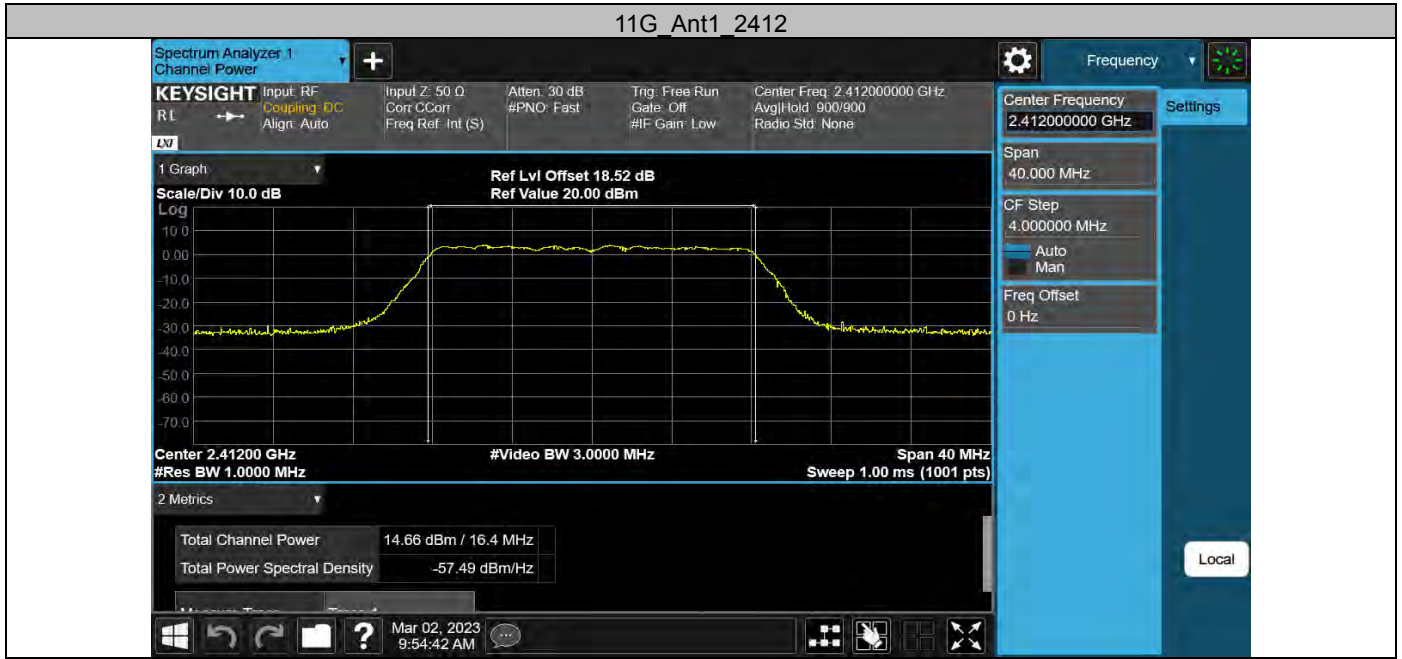 11G_Ant1_2412
Spectrum Analyzer 1
Channel Power
+
Frequency
KEYSIGHT
RL
LXI
Input: RF
Coupling: DC
Align: Auto
Input Z: 50 Ω
Corr CCorr
Freq Ref: Int (S)
Atten: 30 dB
#PNO: Fast
Trig: Free Run
Gate: Off
#IF Gain: Low
Center Freq: 2.412000000 GHz
Avg|Hold: 900/900
Radio Std: None
Center Frequency
2.412000000 GHz
Settings
Span
40.000 MHz
CF Step
4.000000 MHz
Auto
Man
Freq Offset
0 Hz
Local
1 Graph
Scale/Div 10.0 dB
Ref Lvl Offset 18.52 dB
Ref Value 20.00 dBm
Log
10.0
0.00
-10.0
-20.0
-30.0
-40.0
-50.0
-60.0
-70.0
Center 2.41200 GHz
#Video BW 3.0000 MHz
Span 40 MHz
#Res BW 1.0000 MHz
Sweep 1.00 ms (1001 pts)
2 Metrics
Total Channel Power 14.66 dBm / 16.4 MHz
Total Power Spectral Density -57.49 dBm/Hz
?
Mar 02, 2023
9:54:42 AM